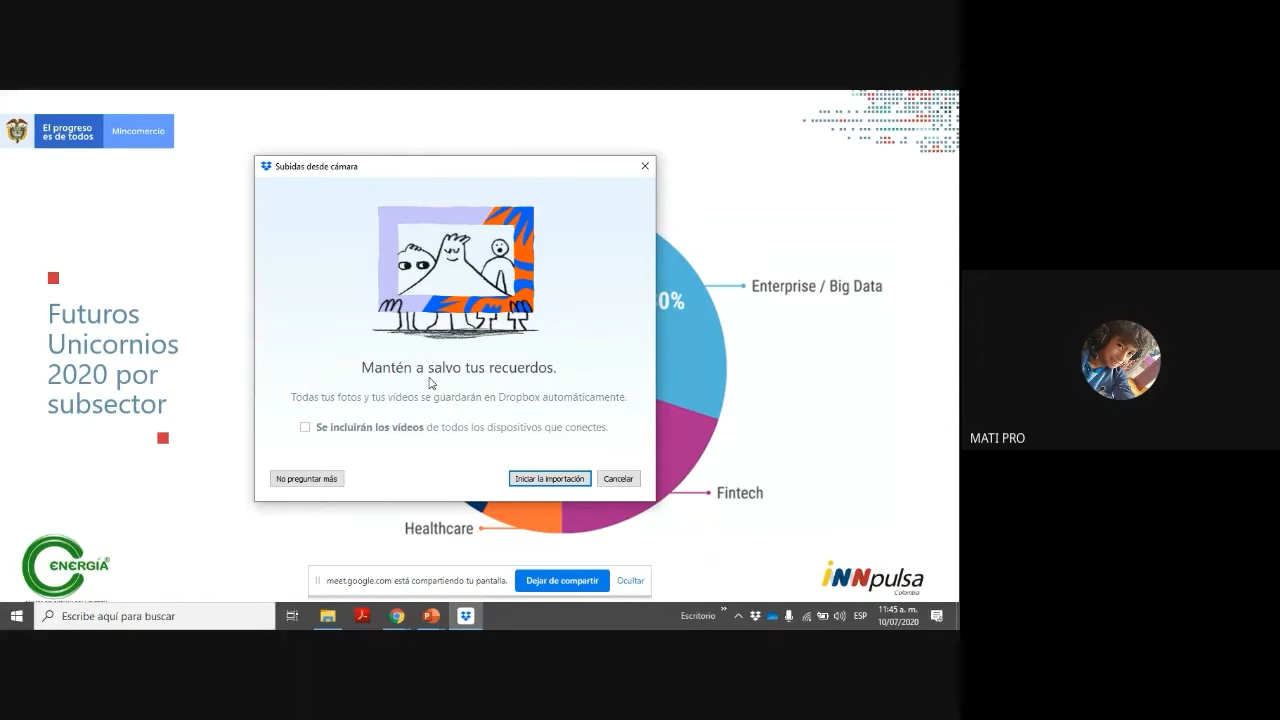 El progreso
es de todos
Mincomercio
Subidas desde cámara
Mantén a salvo tus recuerdos.
Todas tus fotos y tus vídeos se guardarán en Dropbox automáticamente.
Se incluirán los vídeos de todos los dispositivos que conectes.
No preguntar más
Iniciar la importación
Cancelar
Futuros
Unicornios
2020 por
subsector
0%
Enterprise / Big Data
Fintech
Healthcare
MATI PRO
ENERGÍA
iNNpulsa
Colombia
meet.google.com está compartiendo tu pantalla.
Dejar de compartir
Ocultar
Escribe aquí para buscar
Escritorio
ESP
11:45 a. m.
10/07/2020